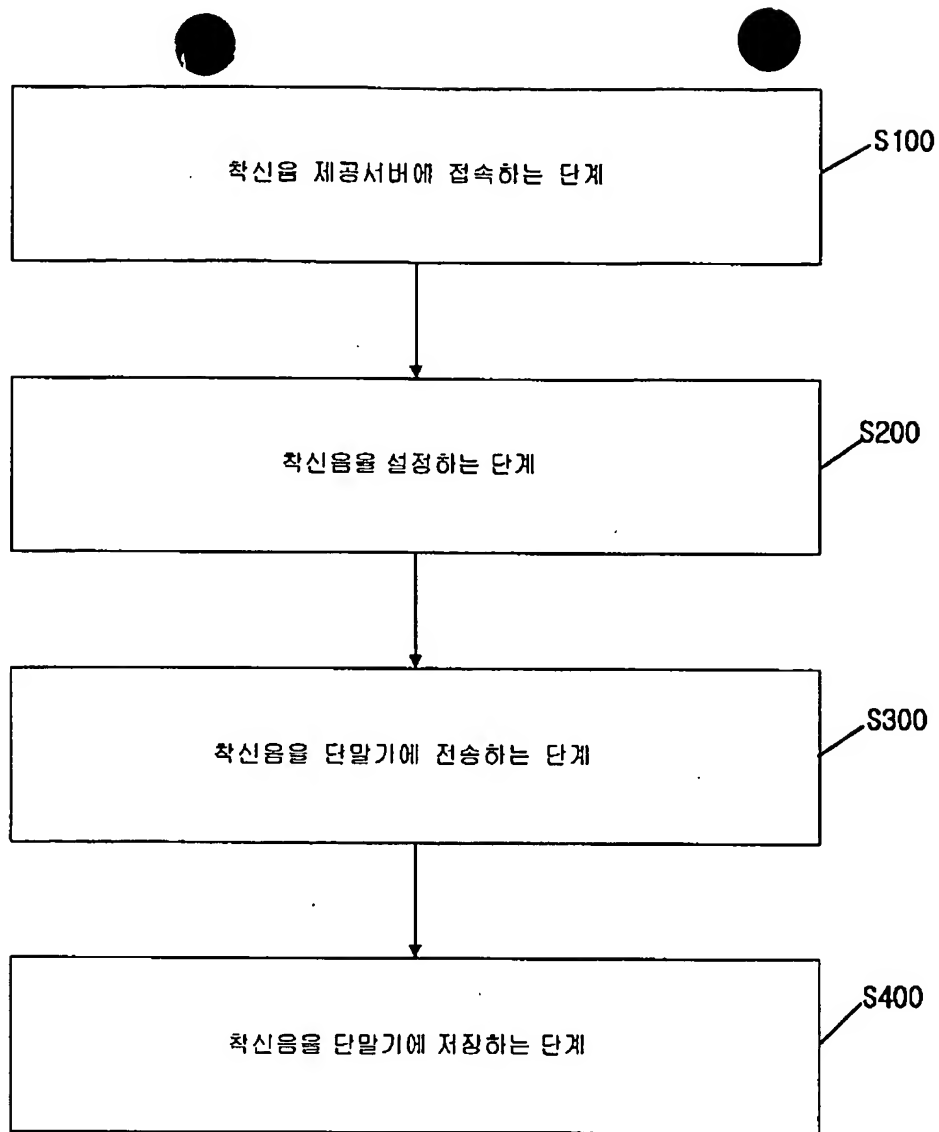 착신음 제공서버에 접속하는 단계
S100
착신음을 설정하는 단계
S200
착신음을 단말기에 전송하는 단계
S300
착신음을 단말기에 저장하는 단계
S400